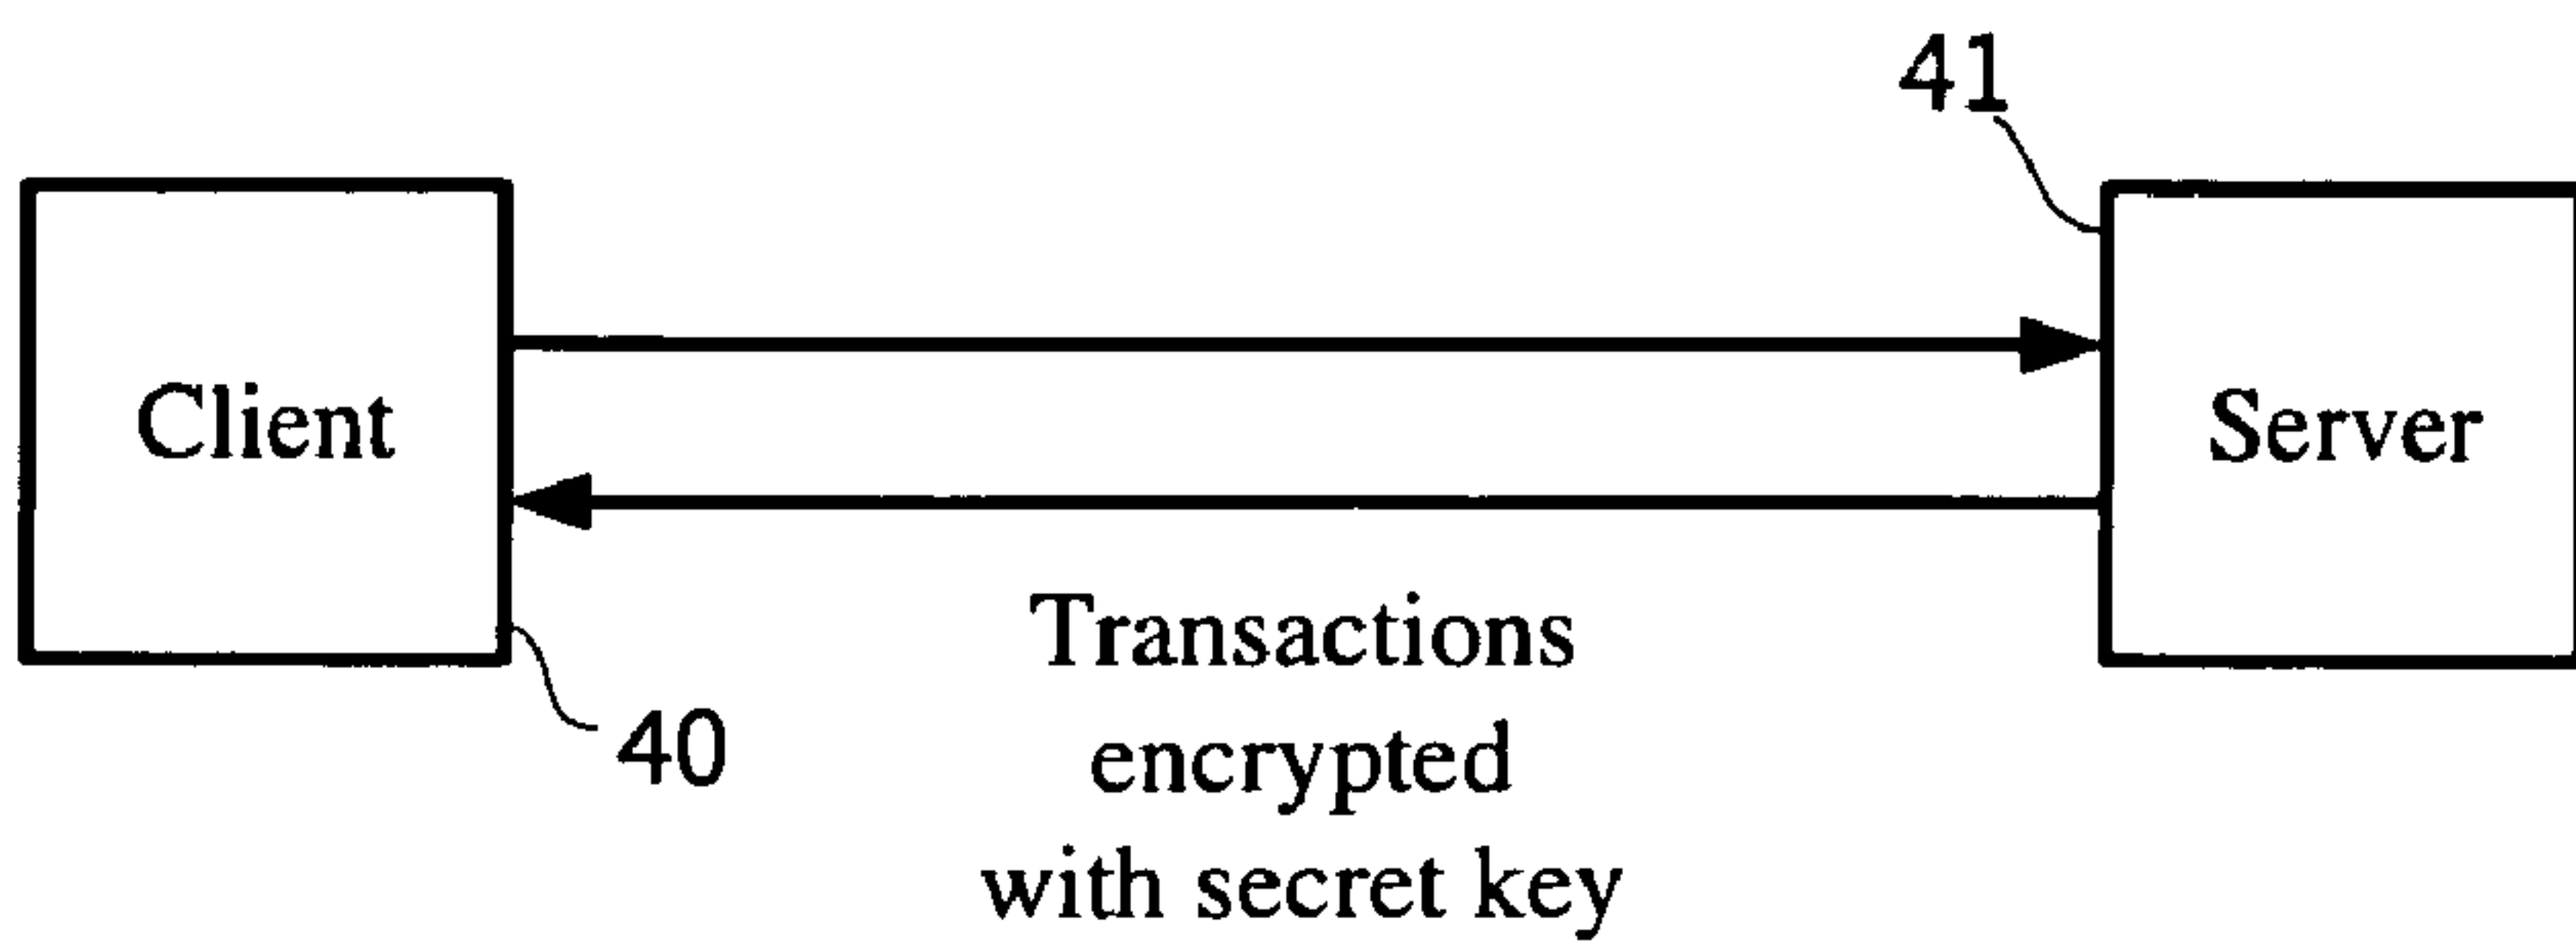 41
Client
Server
40
Transactions
encrypted
with secret key